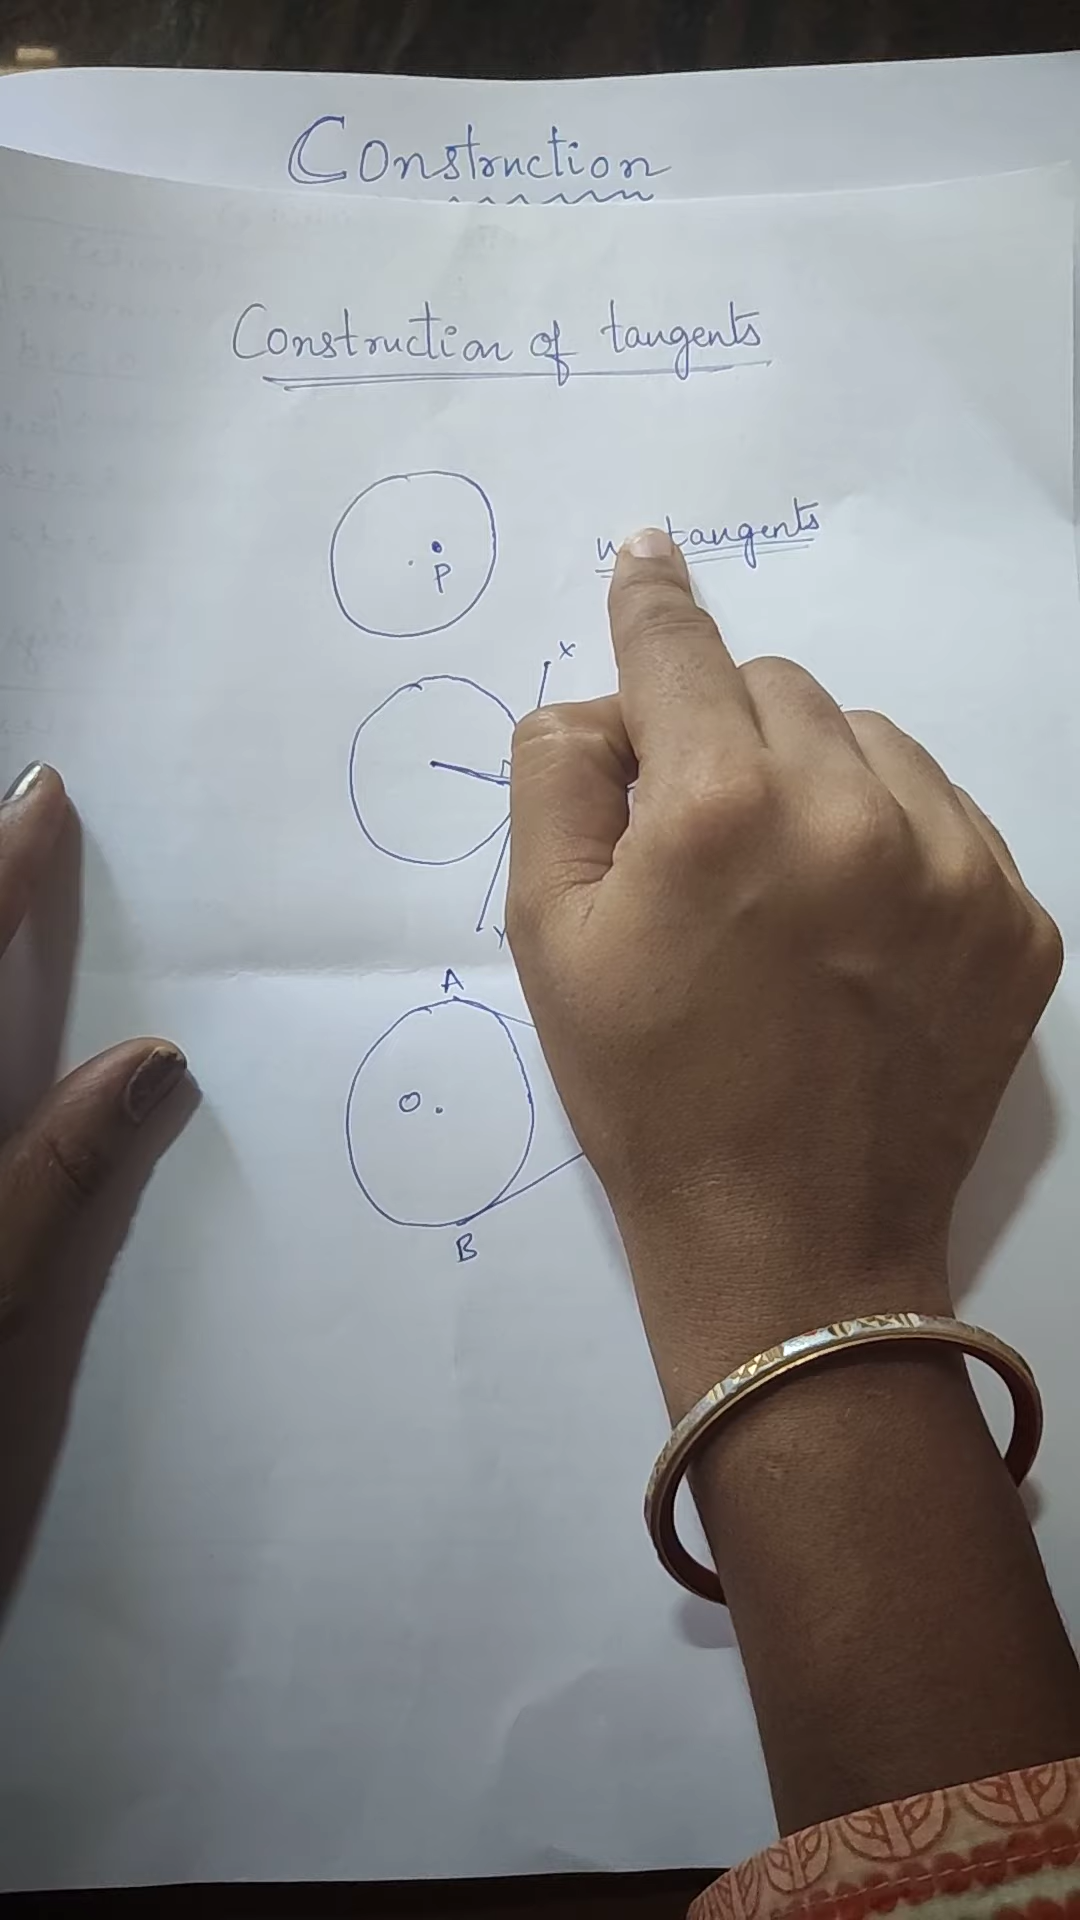 Construction
Construction of tangents
tangents
P
X
Y
A
O
B